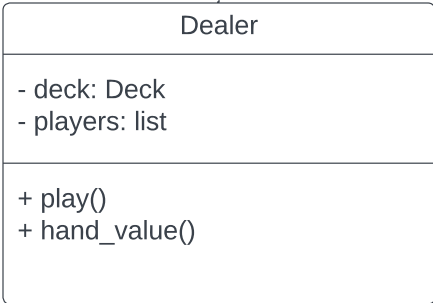 Dealer
- deck: Deck
- players: list
+ play()
+ hand_value()